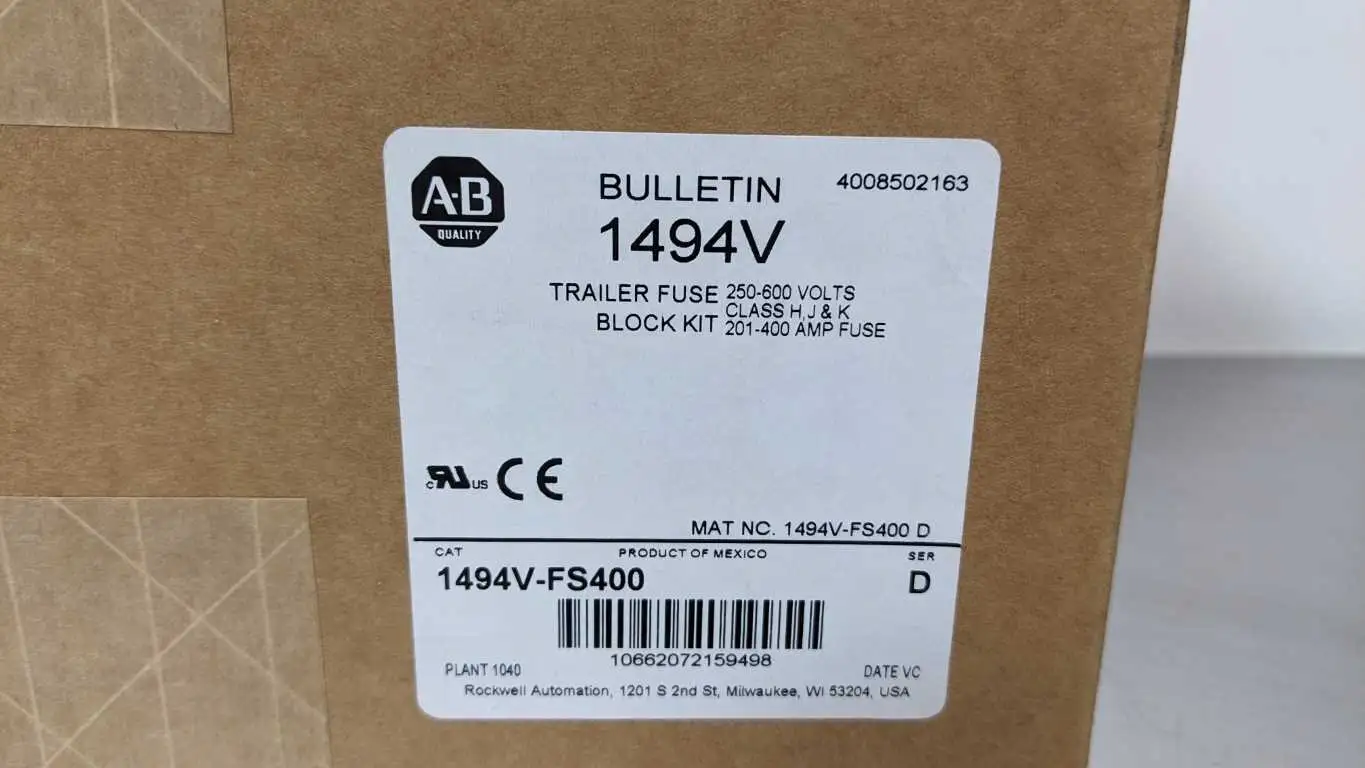 A-B
QUALITY
BULLETIN
1494V
4008502163
TRAILER FUSE
BLOCK KIT
250-600 VOLTS
CLASS H,J & K
201-400 AMP FUSE
c RU US CE
MAT NO. 1494V-FS400 D
CAT
PRODUCT OF MEXICO
SER
1494V-FS400
D
10662072159498
PLANT 1040
DATE VC
Rockwell Automation, 1201 S 2nd St, Milwaukee, WI 53204, USA